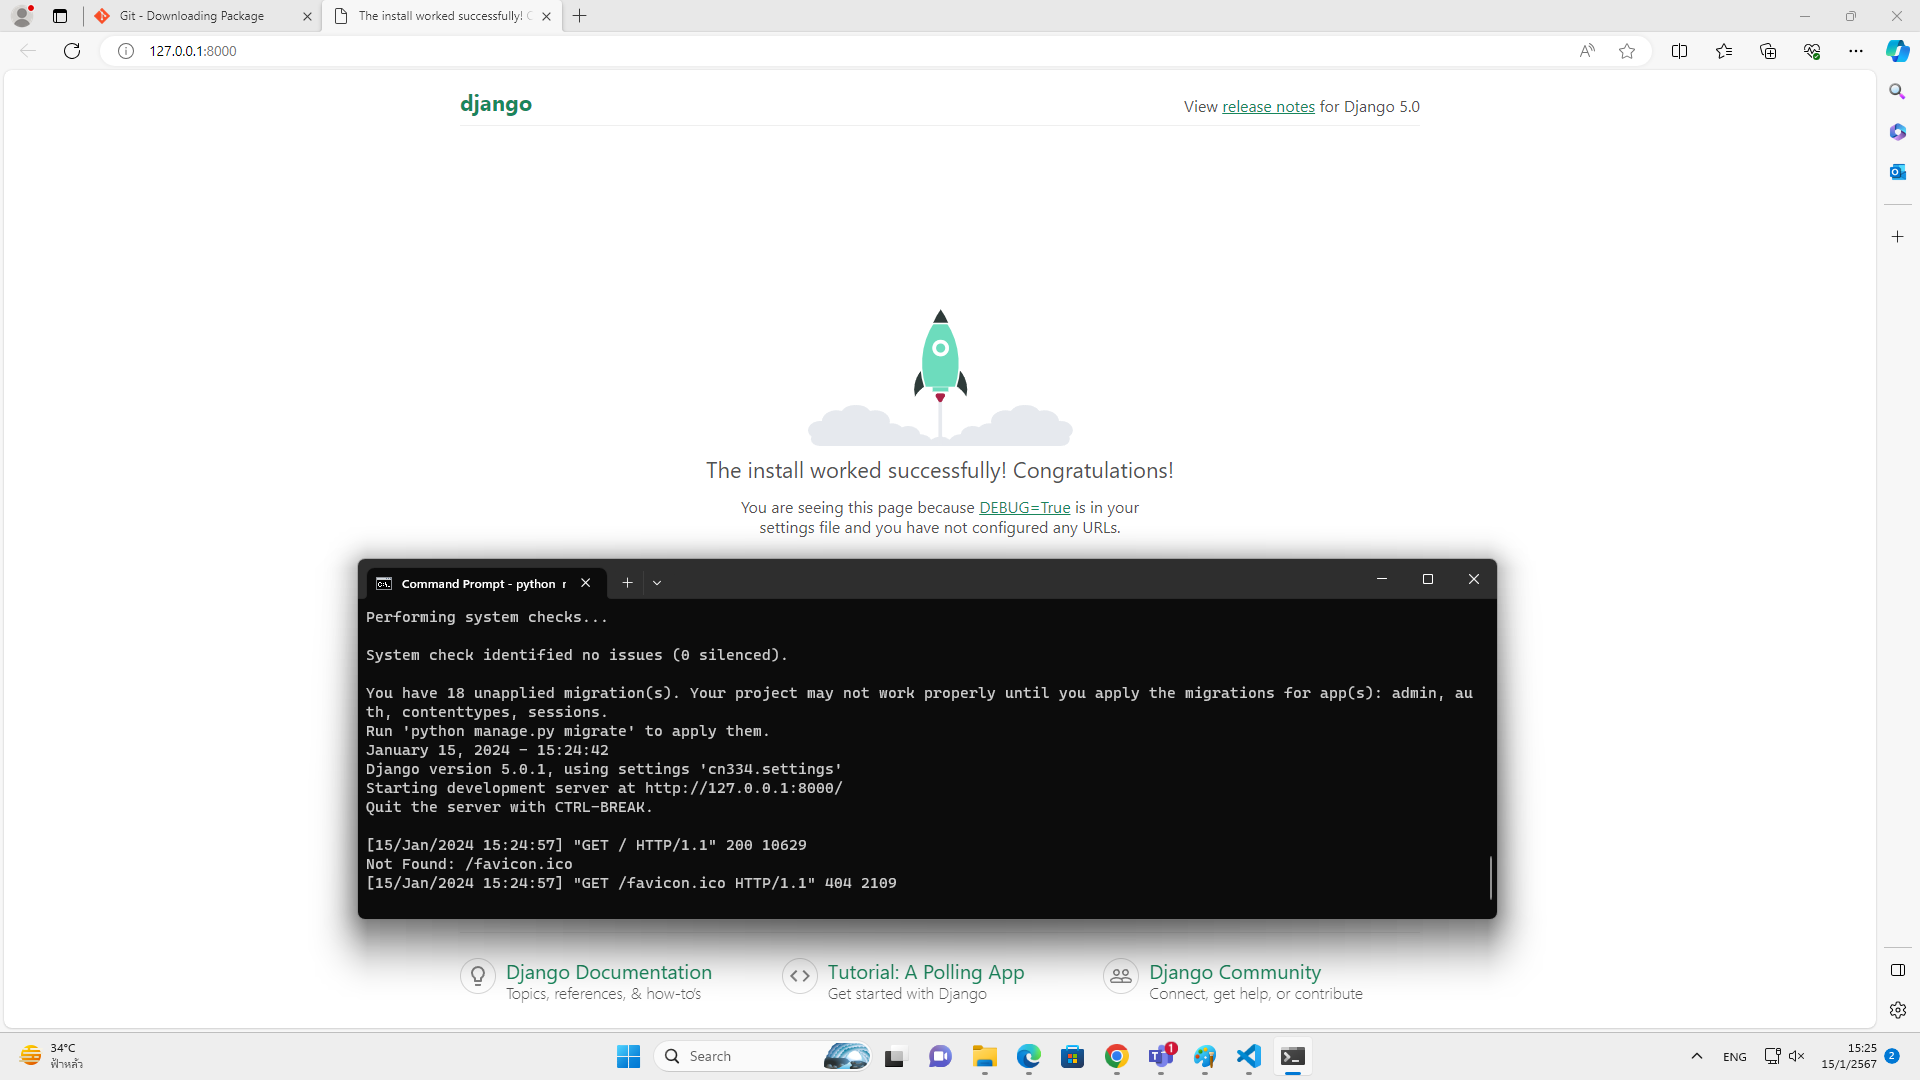 Git - Downloading Package
The install worked successfully! C
127.0.0.1:8000
django
View release notes for Django 5.0
The install worked successfully! Congratulations!
You are seeing this page because DEBUG=True is in your
settings file and you have not configured any URLs.
Command Prompt - python r
Performing system checks...
System check identified no issues (0 silenced).
You have 18 unapplied migration(s). Your project may not work properly until you apply the migrations for app(s): admin, au
th, contenttypes, sessions.
Run 'python manage.py migrate' to apply them.
January 15, 2024 - 15:24:42
Django version 5.0.1, using settings 'cn334.settings'
Starting development server at http://127.0.0.1:8000/
Quit the server with CTRL-BREAK.
[15/Jan/2024 15:24:57] "GET / HTTP/1.1" 200 10629
Not Found: /favicon.ico
[15/Jan/2024 15:24:57] "GET /favicon.ico HTTP/1.1" 404 2109
Django Documentation
Topics, references, & how-to's
Tutorial: A Polling App
Get started with Django
Django Community
Connect, get help, or contribute
34°C
ฟ้าหลัว
Search
1
ENG
15:25
15/1/2567
2